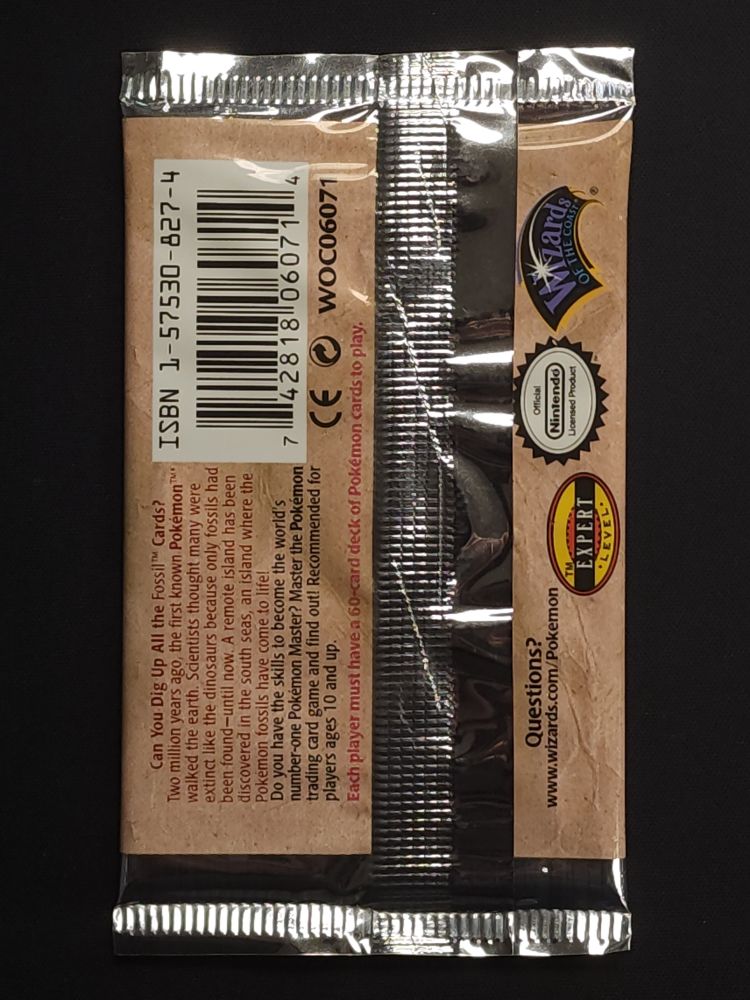 ISBN 1-57530-827-4
7 42818 06071 4
CE WOC06071
Can You Dig Up All the Fossil™ Cards?
Two million years ago, the first known Pokémon™
walked the earth. Scientists thought many were
extinct like the dinosaurs because only fossils had
been found—until now. A remote island has been
discovered in the south seas, an island where the
Pokémon fossils have come to life!
Do you have the skills to become the world's
number-one Pokémon Master? Master the Pokémon
trading card game and find out! Recommended for
players ages 10 and up.
Each player must have a 60-card deck of Pokémon cards to play.
Wizards
OF THE COAST®
®
Official
Nintendo
Licensed Product
TM
EXPERT
LEVEL
Questions?
www.wizards.com/Pokemon